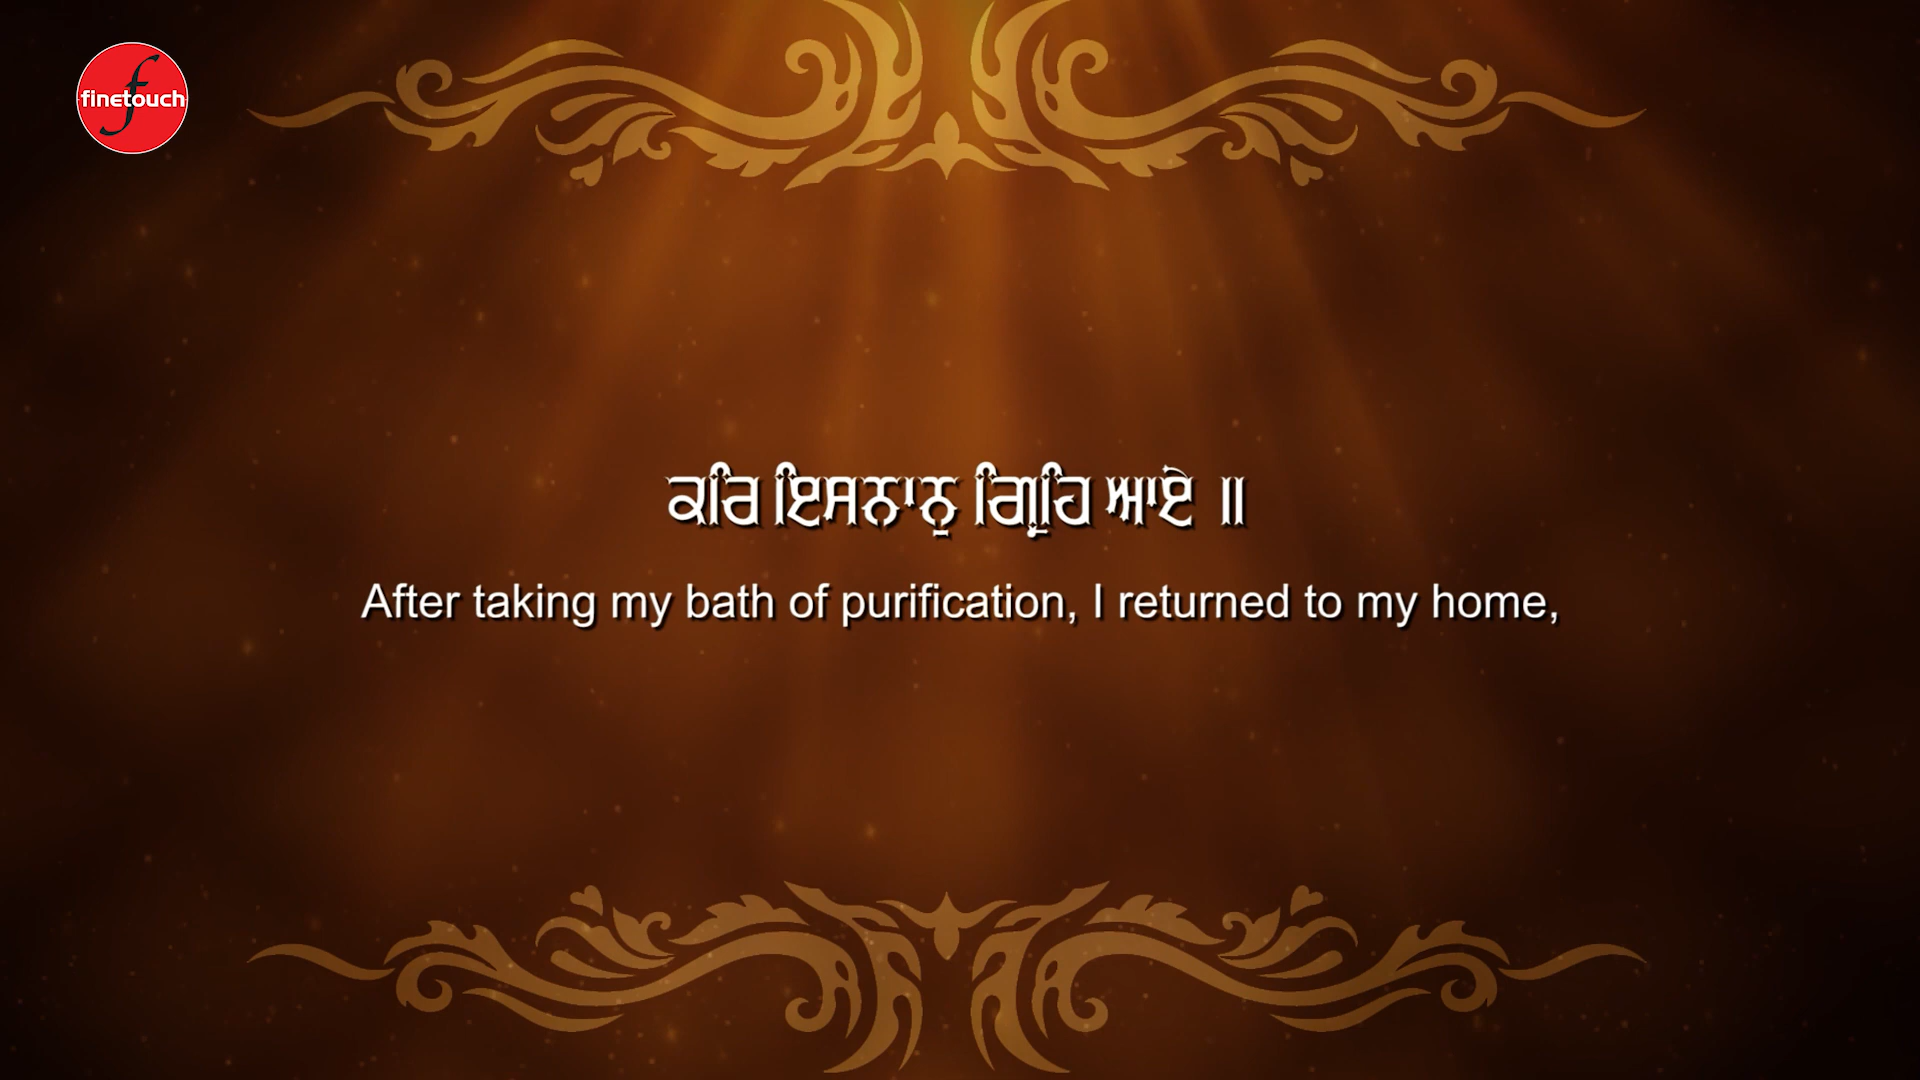 finetouch
ਕਰਿ ਇਸਨਾਨੁ ਗ੍ਰਿਹਿ ਆਏ ॥
After taking my bath of purification, I returned to my home,